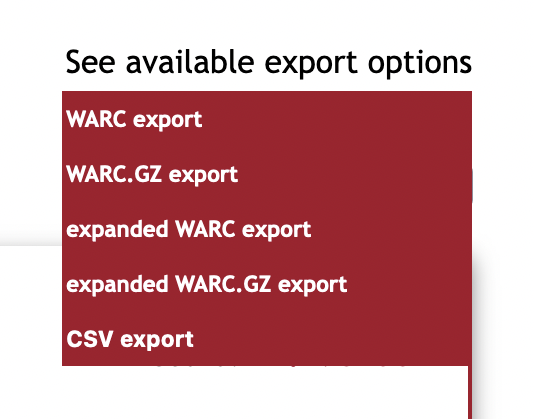 See available export options
WARC export
WARC.GZ export
expanded WARC export
expanded WARC.GZ export
CSV export